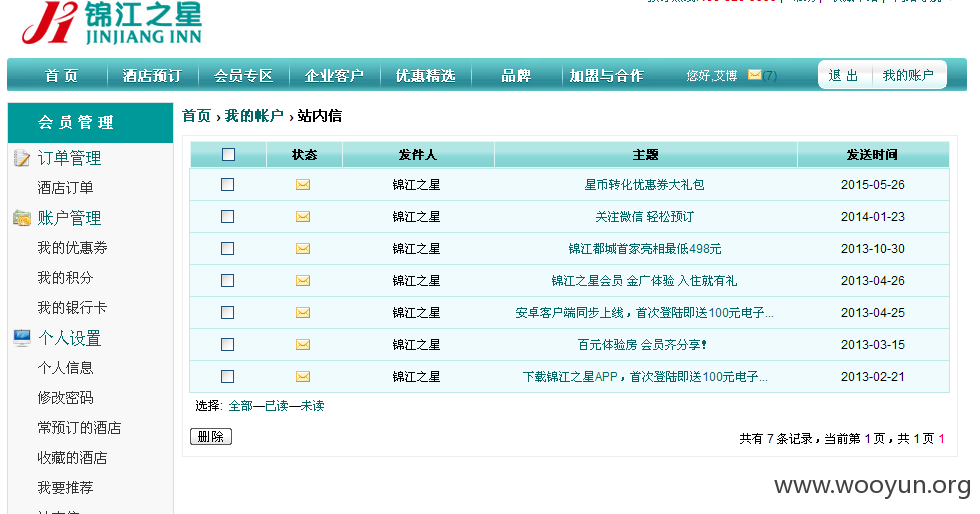 锦江之星
JINJIANG INN
首 页 酒店预订 会员专区 企业客户 优惠精选 品牌 加盟与合作 您好,艾博 (7) 退 出 我的账户
会 员 管 理
订单管理
酒店订单
账户管理
我的优惠券
我的积分
我的银行卡
个人设置
个人信息
修改密码
常预订的酒店
收藏的酒店
我要推荐
首页 › 我的帐户 › 站内信
状态 发件人 主题 发送时间
锦江之星 星币转化优惠券大礼包 2015-05-26
锦江之星 关注微信 轻松预订 2014-01-23
锦江之星 锦江都城首家亮相最低498元 2013-10-30
锦江之星 锦江之星会员 金广体验 入住就有礼 2013-04-26
锦江之星 安卓客户端同步上线，首次登陆即送100元电子... 2013-04-25
锦江之星 百元体验房 会员齐分享! 2013-03-15
锦江之星 下载锦江之星APP，首次登陆即送100元电子... 2013-02-21
选择: 全部—已读—未读
删除
共有 7 条记录，当前第 1 页，共 1 页 1
www.wooyun.org